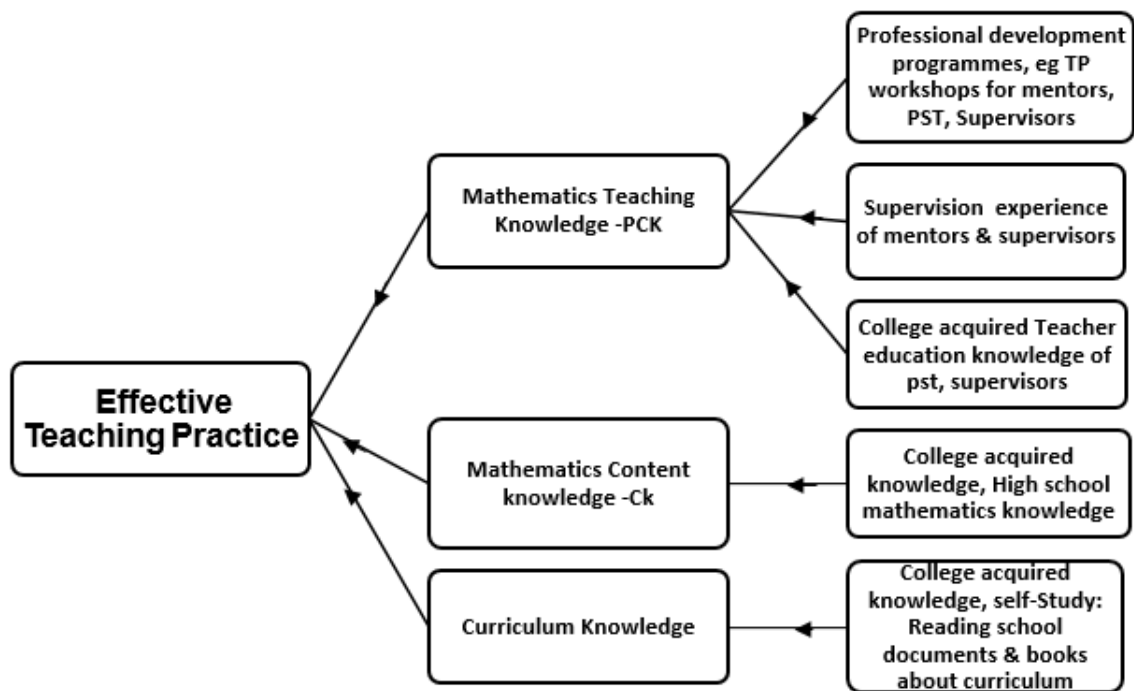 Professional development
programmes, eg TP
workshops for mentors,
PST, Supervisors
Mathematics Teaching
Knowledge -PCK
Supervision experience
of mentors & supervisors
College acquired Teacher
education knowledge of
pst, supervisors
Effective
Teaching Practice
Mathematics Content
knowledge -Ck
College acquired
knowledge, High school
mathematics knowledge
Curriculum Knowledge
College acquired
knowledge, self-Study:
Reading school
documents & books
about curriculum